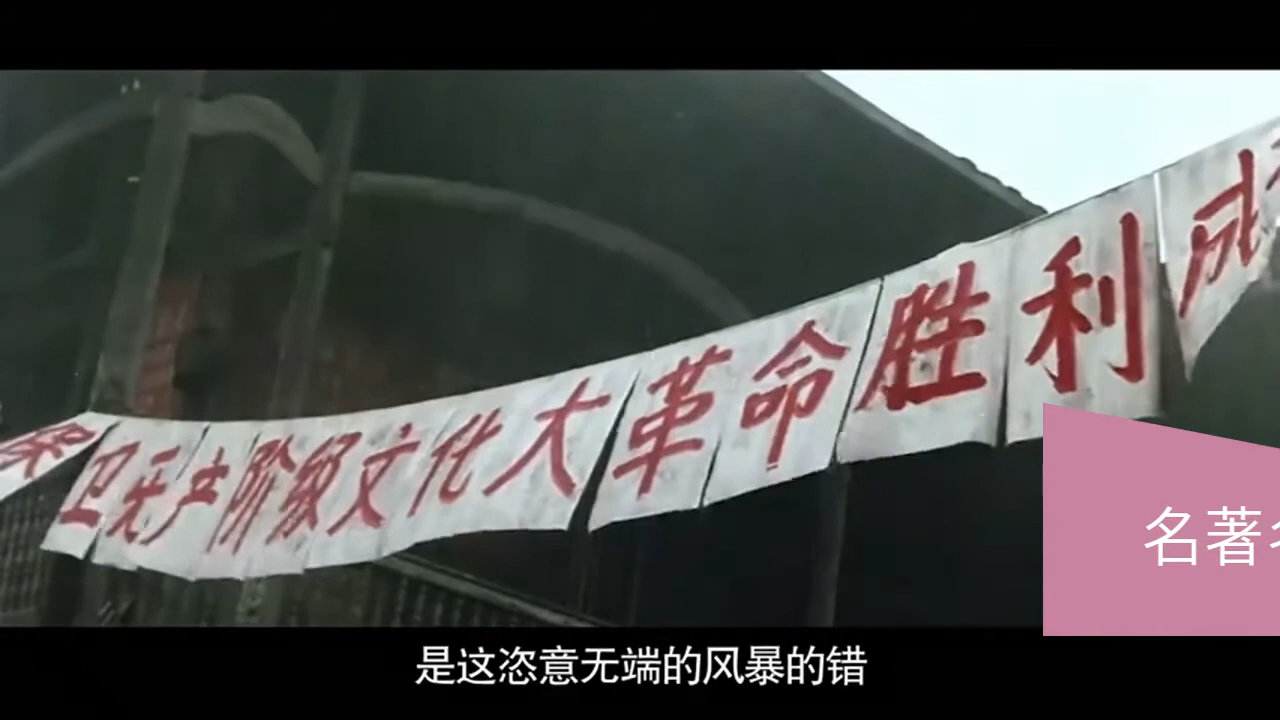 保卫无产阶级文化大革命胜利成
名著
是这恣意无端的风暴的错